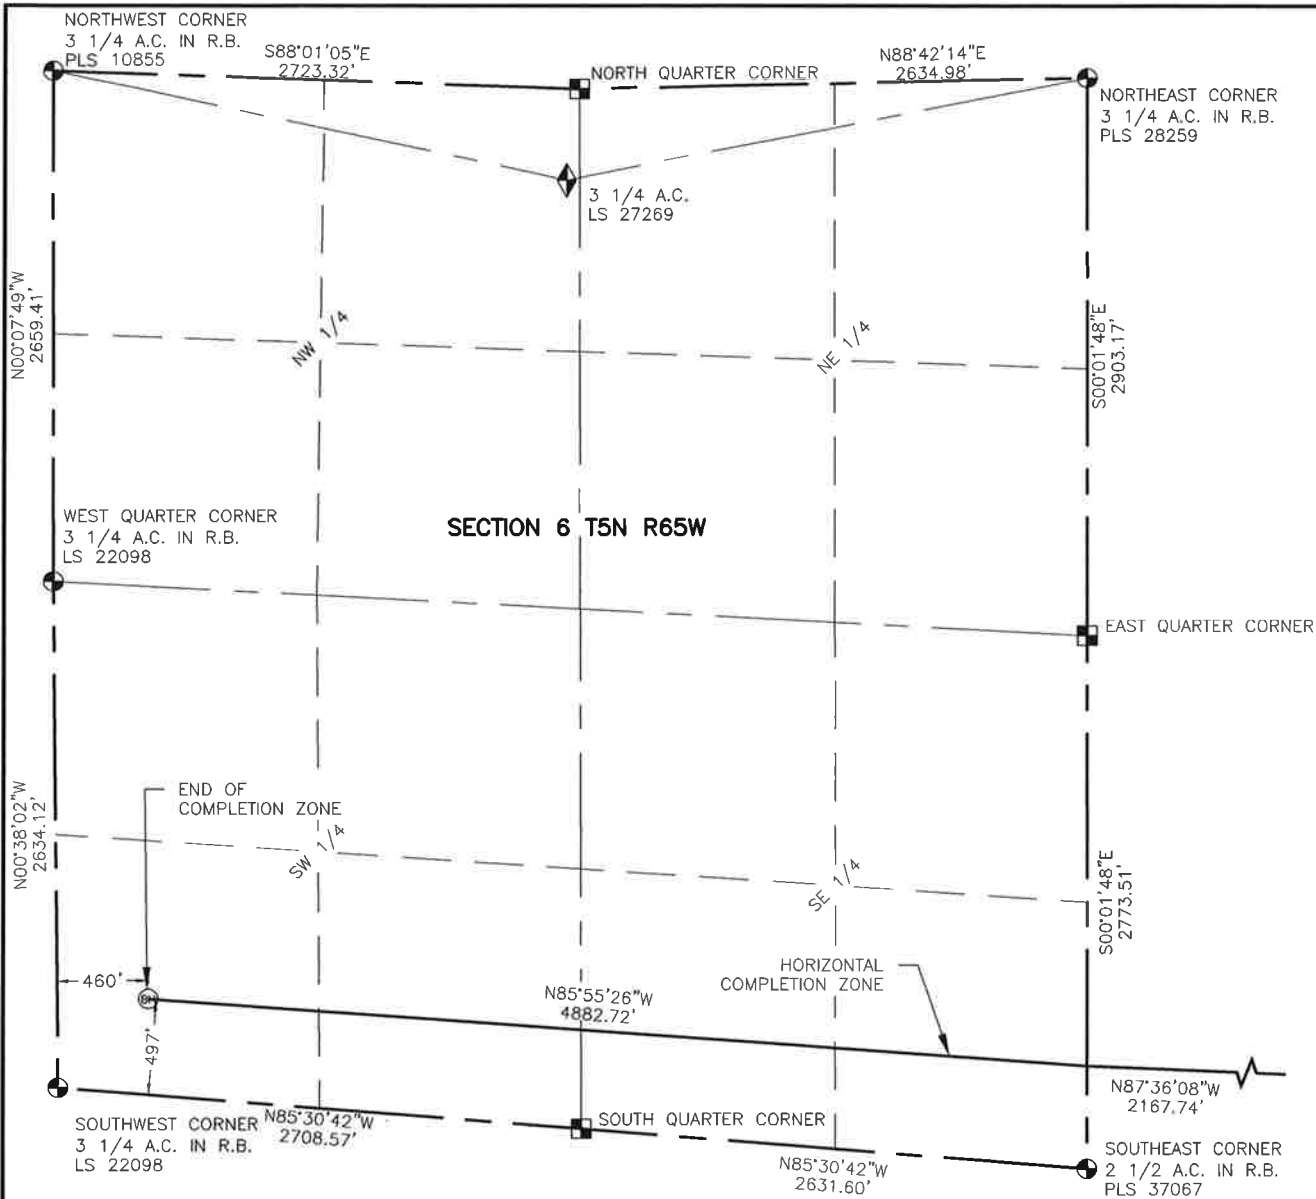 NORTHWEST CORNER
3 1/4 A.C. IN R.B.
PLS 10855
S88°01'05"E
2723.32'
NORTH QUARTER CORNER
N88°42'14"E
2634.98'
NORTHEAST CORNER
3 1/4 A.C. IN R.B.
PLS 28259
3 1/4 A.C.
LS 27269
N00°07'49"W
2659.41'
NW 1/4
NE 1/4
S00°01'48"E
2903.17'
WEST QUARTER CORNER
3 1/4 A.C. IN R.B.
LS 22098
SECTION 6 T5N R65W
EAST QUARTER CORNER
END OF
COMPLETION ZONE
N00°38'02"W
2634.12'
SW 1/4
SE 1/4
S00°01'48"E
2773.51'
460'
BH
497'
N85°55'26"W
4882.72'
HORIZONTAL
COMPLETION ZONE
N87°36'08"W
2167.74'
SOUTHWEST CORNER
3 1/4 A.C. IN R.B.
LS 22098
N85°30'42"W
2708.57'
SOUTH QUARTER CORNER
N85°30'42"W
2631.60'
SOUTHEAST CORNER
2 1/2 A.C. IN R.B.
PLS 37067